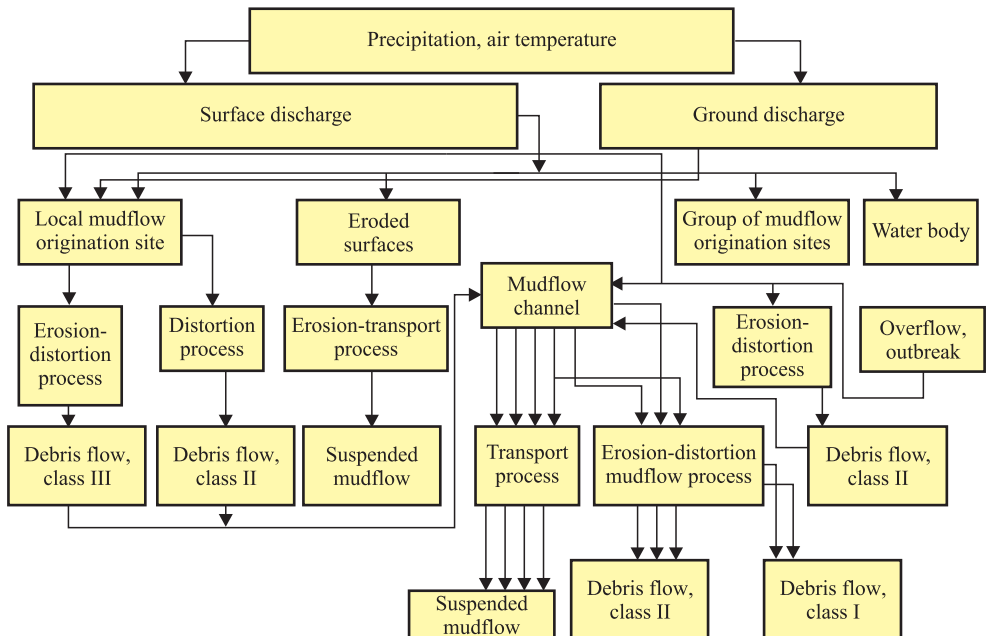 Precipitation, air temperature
Surface discharge
Ground discharge
Local mudflow
origination site
Eroded
surfaces
Group of mudflow
origination sites
Water body
Mudflow
channel
Erosion-
distortion
process
Distortion
process
Erosion-transport
process
Erosion-
distortion
process
Overflow,
outbreak
Debris flow,
class III
Debris flow,
class II
Suspended
mudflow
Transport
process
Erosion-distortion
mudflow process
Debris flow,
class II
Suspended
mudflow
Debris flow,
class II
Debris flow,
class I